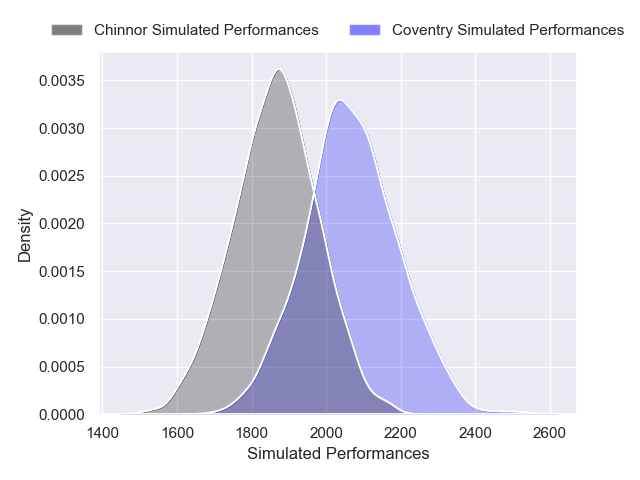 Chinnor Simulated Performances Coventry Simulated Performances
0.0035
0.0030
0.0025
0.0020
0.0015
0.0010
0.0005
0.0000
Density
1400 1600 1800 2000 2200 2400 2600
Simulated Performances